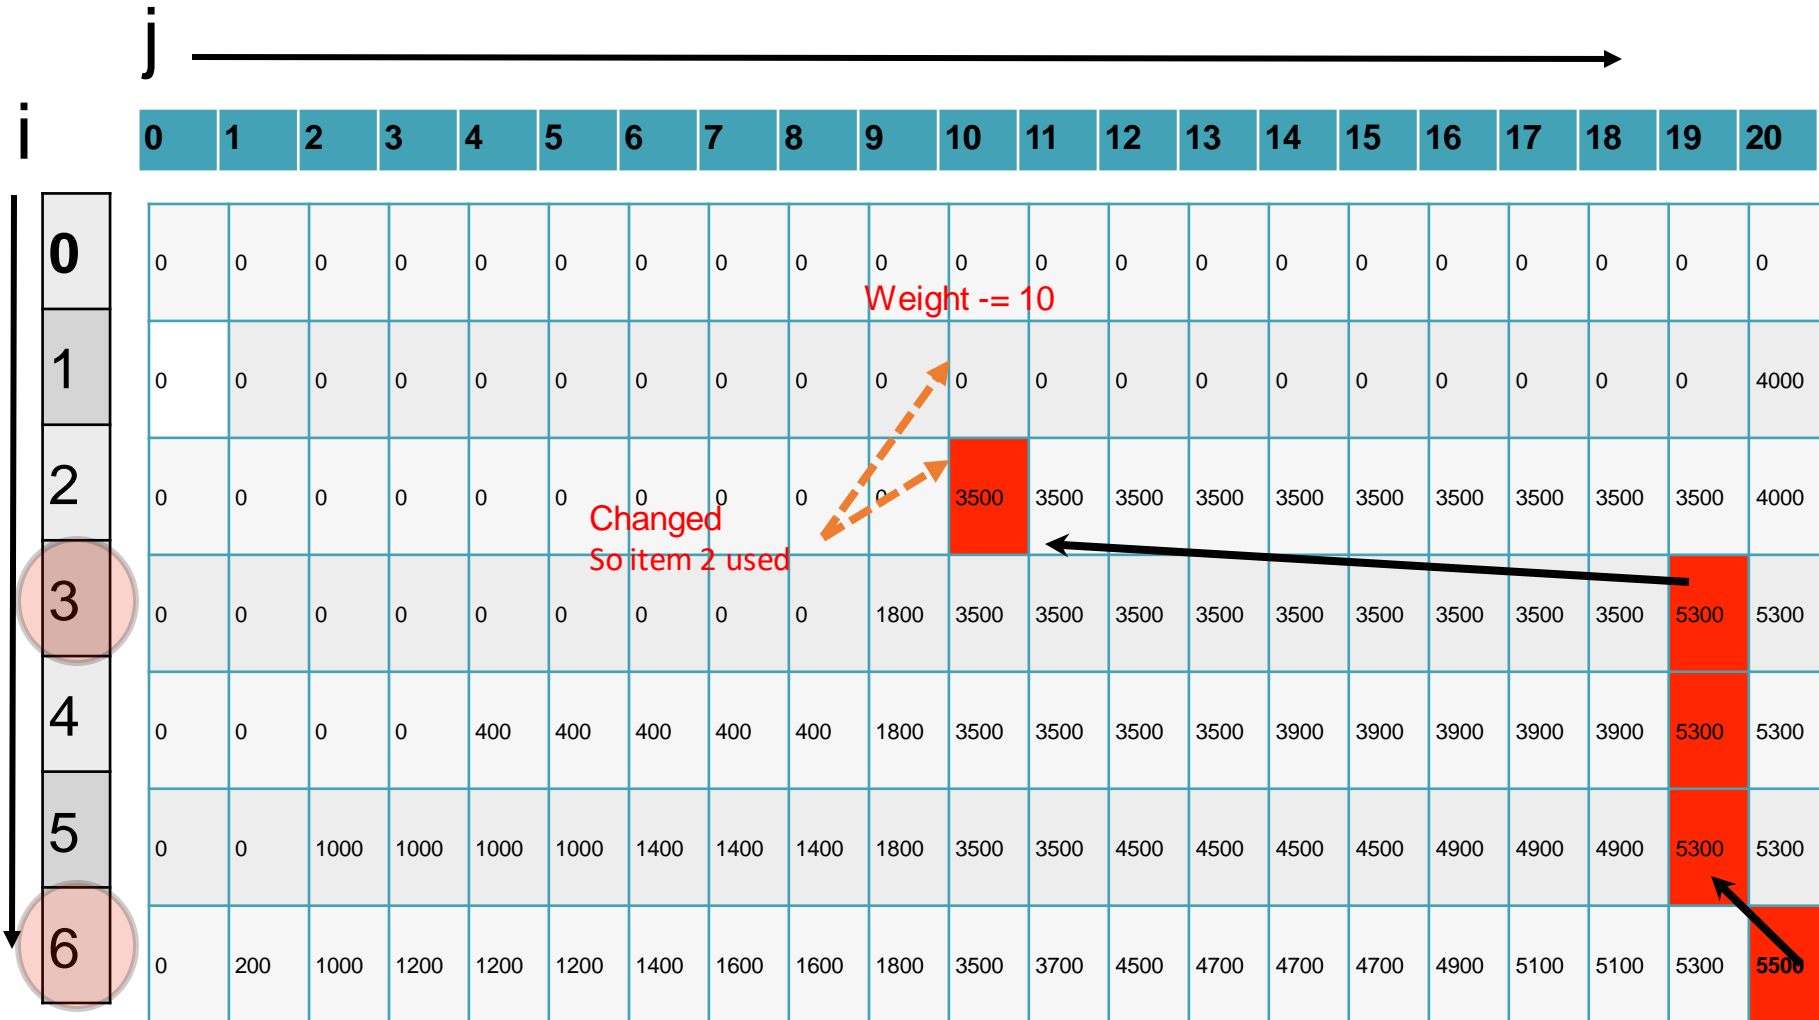 j
i
0 1 2 3 4 5 6 7 8 9 10 11 12 13 14 15 16 17 18 19 20
0 0 0 0 0 0 0 0 0 0 0 0 0 0 0 0 0 0 0 0 0 0
Weight -= 10
1 0 0 0 0 0 0 0 0 0 0 0 0 0 0 0 0 0 0 0 0 4000
2 0 0 0 0 0 0 0 0 0 0 3500 3500 3500 3500 3500 3500 3500 3500 3500 3500 4000
Changed
So item 2 used
3 0 0 0 0 0 0 0 0 0 1800 3500 3500 3500 3500 3500 3500 3500 3500 3500 5300 5300
4 0 0 0 0 400 400 400 400 400 1800 3500 3500 3500 3500 3900 3900 3900 3900 3900 5300 5300
5 0 0 1000 1000 1000 1000 1400 1400 1400 1800 3500 3500 4500 4500 4500 4500 4900 4900 4900 5300 5300
6 0 200 1000 1200 1200 1200 1400 1600 1600 1800 3500 3700 4500 4700 4700 4700 4900 5100 5100 5300 5500